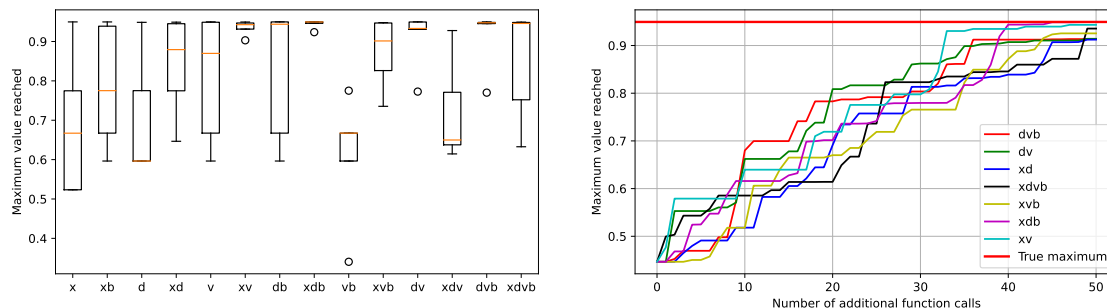 Maximum value reached
0.9
0.8
0.7
0.6
0.5
0.4
x xb d xd v xv db xdb vb xvb dv xdv dvb xdvb
Maximum value reached
0.9
0.8
0.7
0.6
0.5
0 10 20 30 40 50
Number of additional function calls
dvb
dv
xd
xdvb
xvb
xdb
xv
True maximum